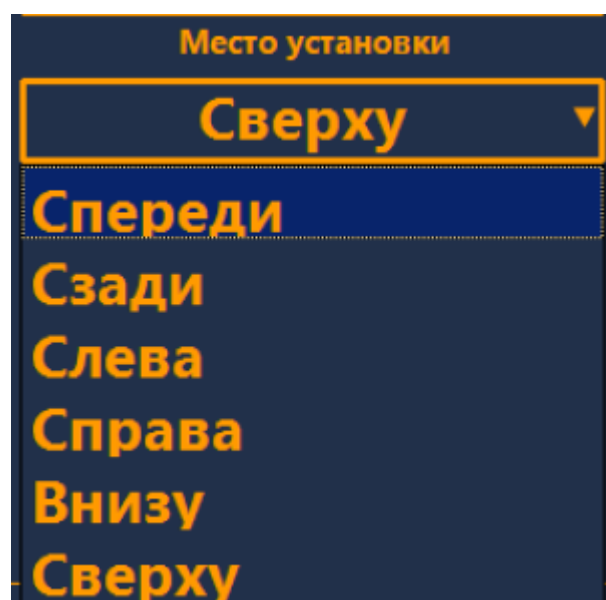 Место установки
Сверху
Спереди
Сзади
Слева
Справа
Внизу
Сверху